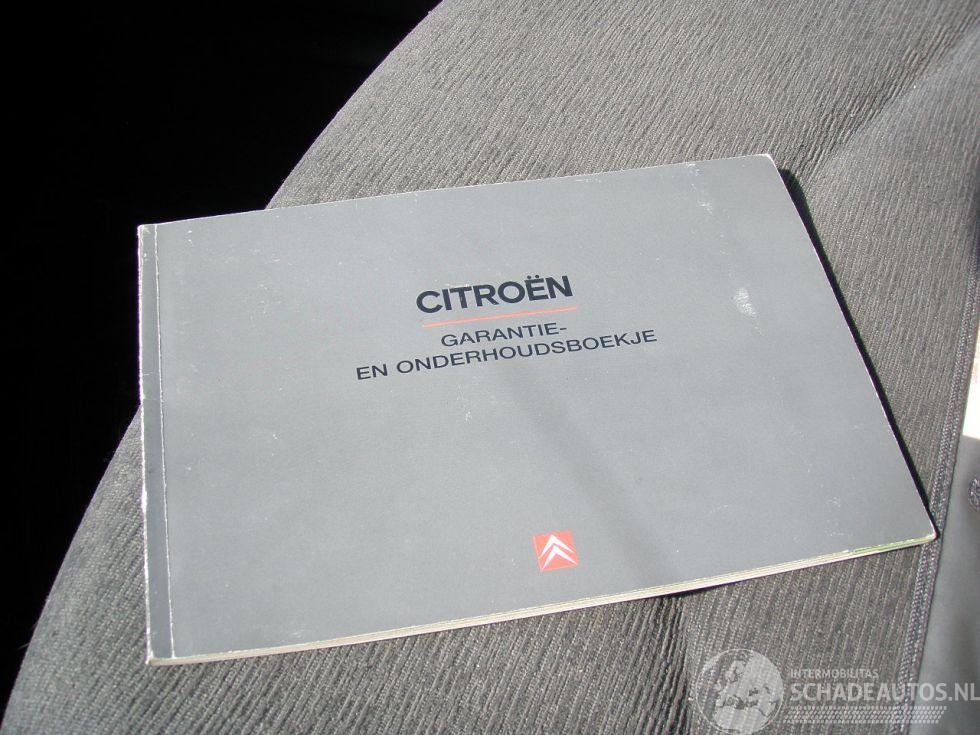 CITROËN
GARANTIE-
EN ONDERHOUDSBOEKJE
INTERMOBILITAS
SCHADEAUTOS.NL